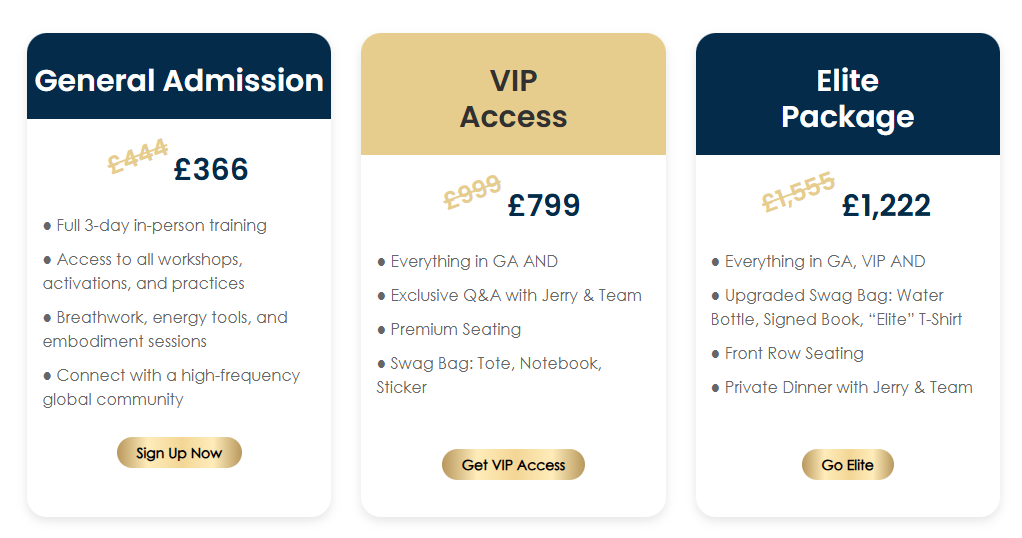 General Admission
£444 £366
● Full 3-day in-person training
● Access to all workshops,
activations, and practices
● Breathwork, energy tools, and
embodiment sessions
● Connect with a high-frequency
global community
Sign Up Now
VIP
Access
£999 £799
● Everything in GA AND
● Exclusive Q&A with Jerry & Team
● Premium Seating
● Swag Bag: Tote, Notebook,
Sticker
Get VIP Access
Elite
Package
£1,555 £1,222
● Everything in GA, VIP AND
● Upgraded Swag Bag: Water
Bottle, Signed Book, “Elite” T-Shirt
● Front Row Seating
● Private Dinner with Jerry & Team
Go Elite